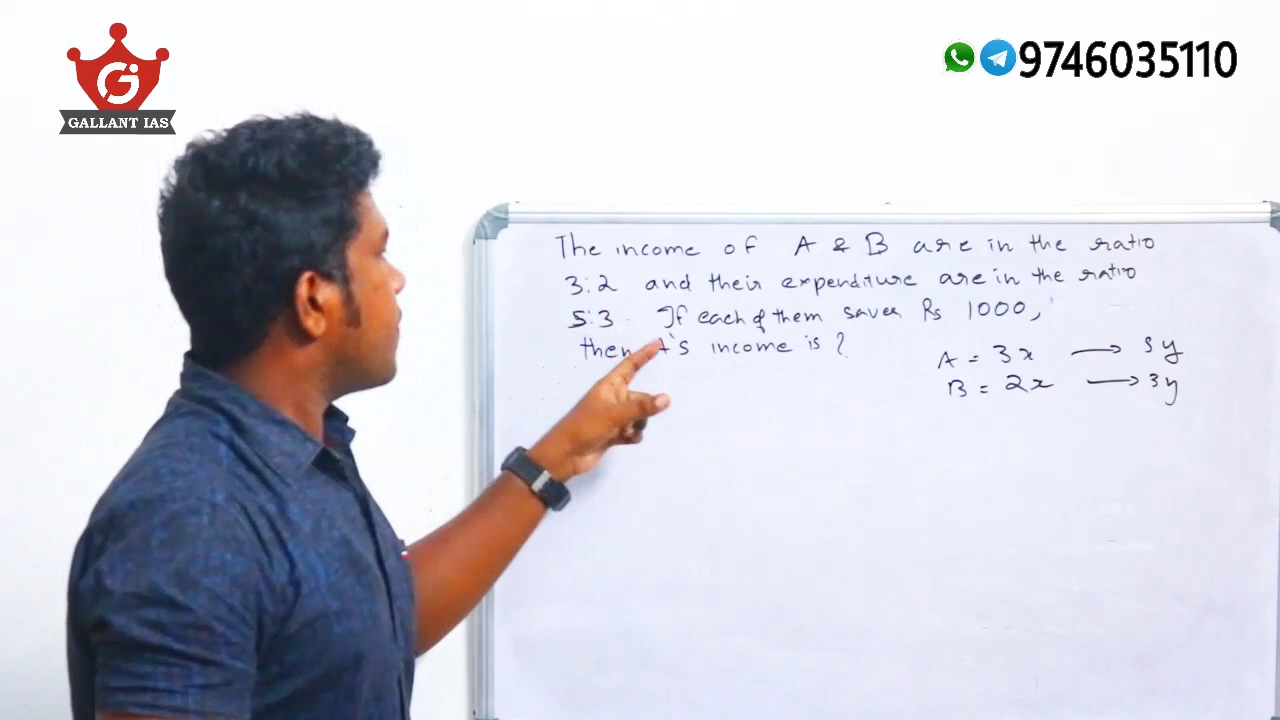 GALLANT IAS
9746035110
The income of A & B are in the ratio
3:2 and their expenditure are in the ratio
5:3. If each of them saves Rs 1000,
then A's income is ?
A = 3x → 5y
B = 2x → 3y